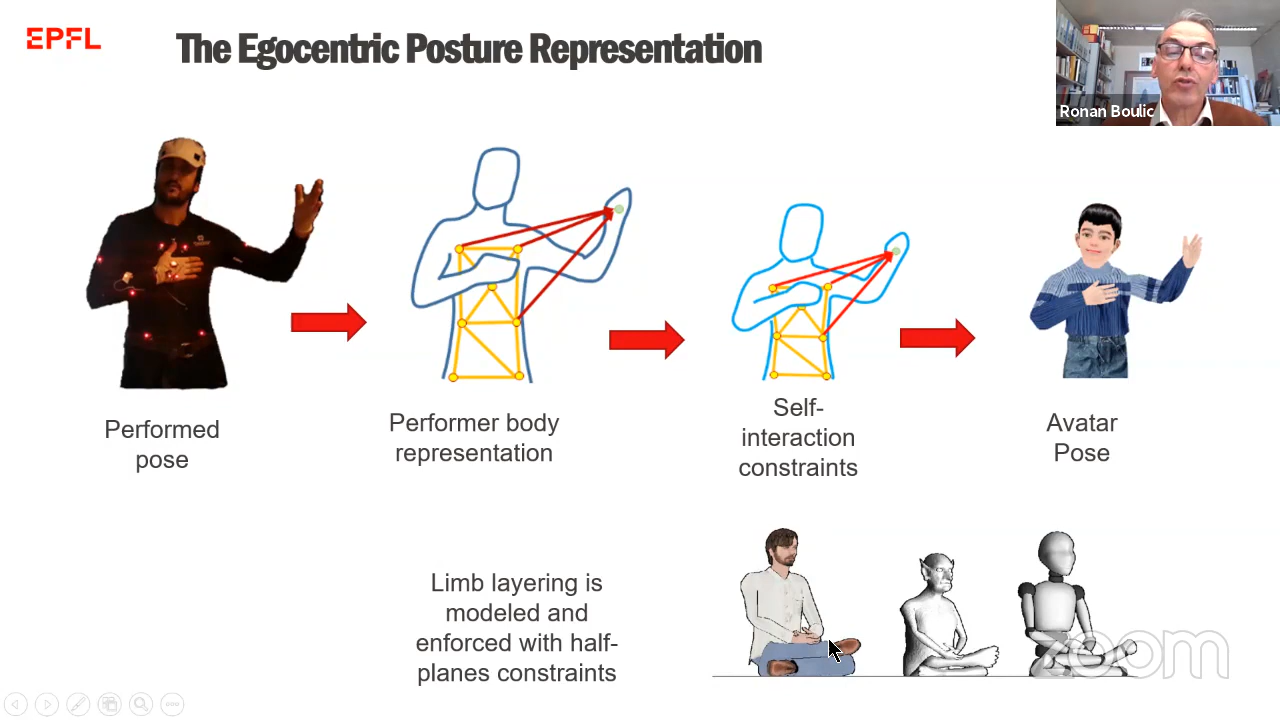 EPFL
The Egocentric Posture Representation
Ronan Boulic
Performed
pose
Performer body
representation
Self-
interaction
constraints
Avatar
Pose
Limb layering is
modeled and
enforced with half-
planes constraints
zoom